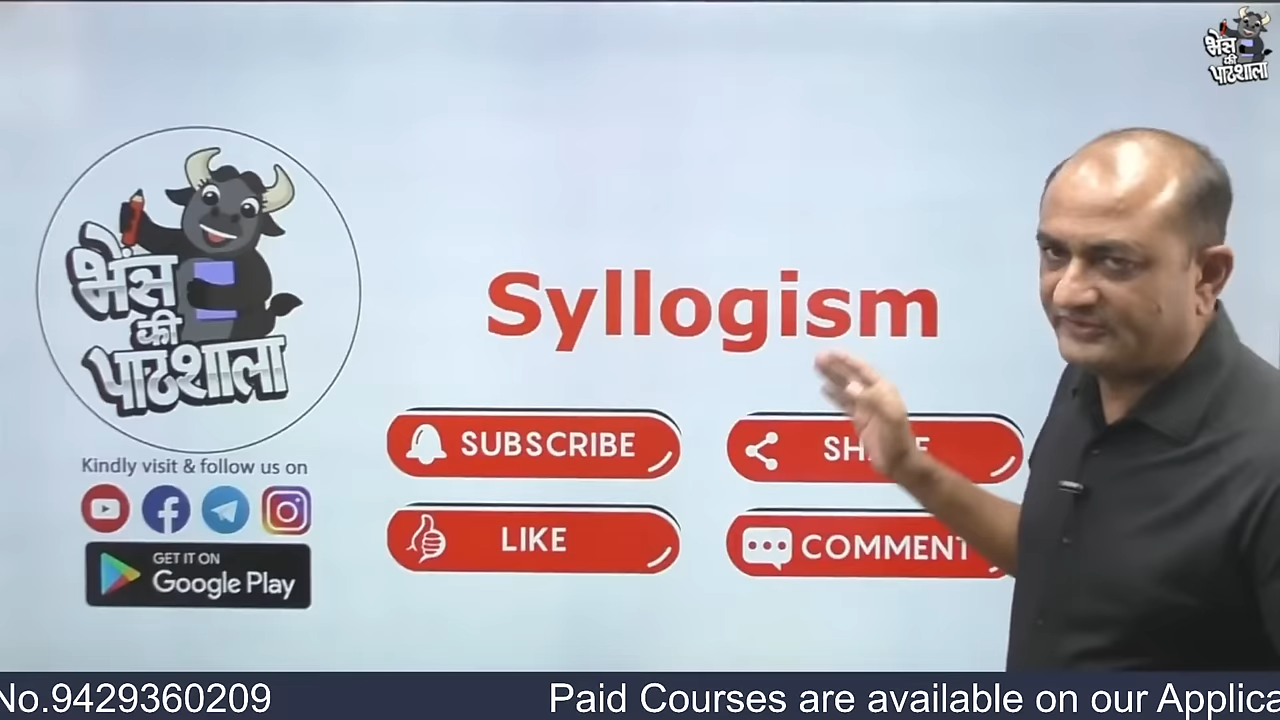 भैंस
की
पाठशाला
भैंस
की
पाठशाला
Syllogism
SUBSCRIBE
LIKE
COMMENT
Kindly visit & follow us on
GET IT ON
Google Play
No.9429360209
Paid Courses are available on our Applica